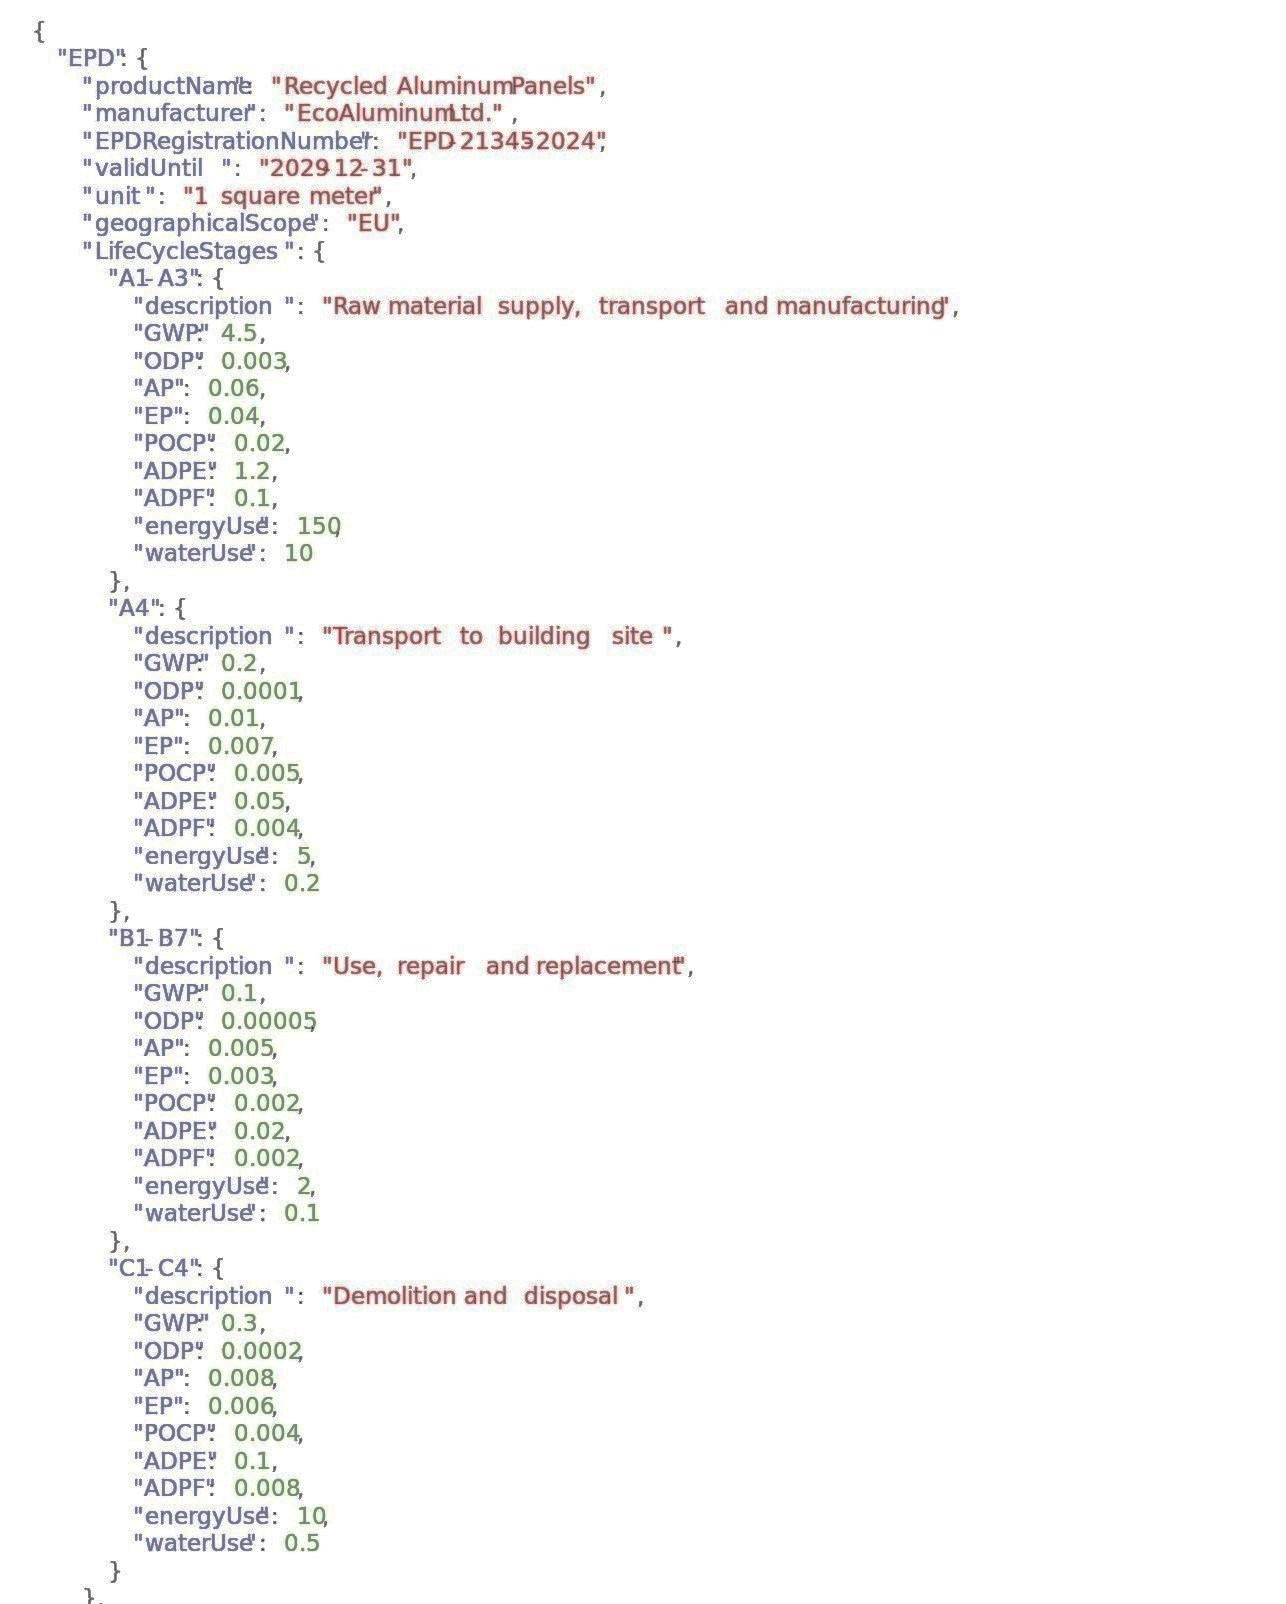 {
"EPD": {
"productName": "Recycled Aluminum Panels",
"manufacturer": "EcoAluminum Ltd.",
"EPDRegistrationNumber": "EPD-21345-2024",
"validUntil": "2029-12-31",
"unit": "1 square meter",
"geographicalScope": "EU",
"LifeCycleStages": {
"A1-A3": {
"description": "Raw material supply, transport and manufacturing",
"GWP": 4.5,
"ODP": 0.003,
"AP": 0.06,
"EP": 0.04,
"POCP": 0.02,
"ADPE": 1.2,
"ADPF": 0.1,
"energyUse": 150,
"waterUse": 10
},
"A4": {
"description": "Transport to building site",
"GWP": 0.2,
"ODP": 0.0001,
"AP": 0.01,
"EP": 0.007,
"POCP": 0.005,
"ADPE": 0.05,
"ADPF": 0.004,
"energyUse": 5,
"waterUse": 0.2
},
"B1-B7": {
"description": "Use, repair and replacement",
"GWP": 0.1,
"ODP": 0.00005,
"AP": 0.005,
"EP": 0.003,
"POCP": 0.002,
"ADPE": 0.02,
"ADPF": 0.002,
"energyUse": 2,
"waterUse": 0.1
},
"C1-C4": {
"description": "Demolition and disposal",
"GWP": 0.3,
"ODP": 0.0002,
"AP": 0.008,
"EP": 0.006,
"POCP": 0.004,
"ADPE": 0.1,
"ADPF": 0.008,
"energyUse": 10,
"waterUse": 0.5
}
},